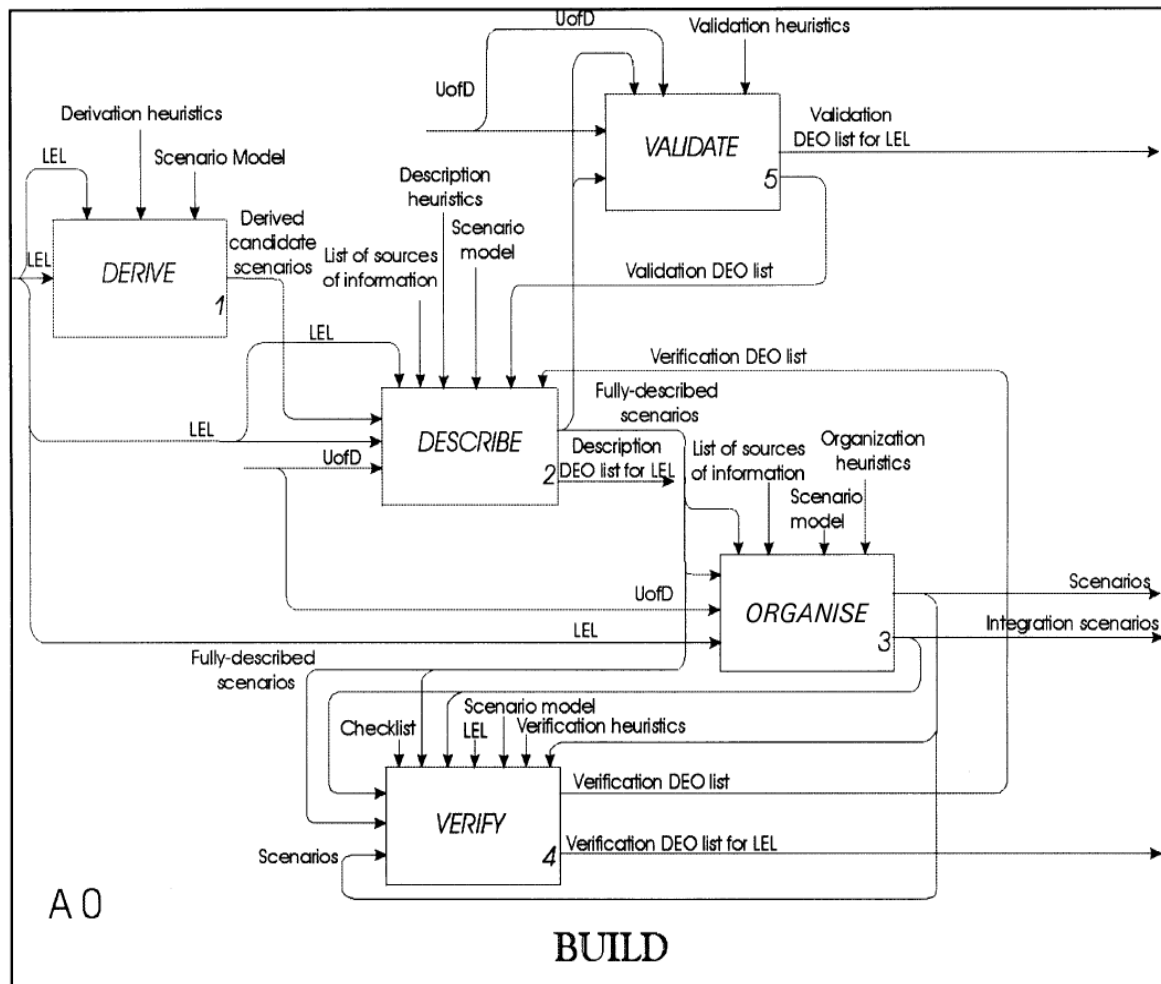 UofD
Validation heuristics
UofD
Derivation heuristics
Validation
DEO list for LEL
VALIDATE
5
LEL
Scenario Model
Description
heuristics
Derived
candidate
scenarios
Scenario
model
LEL
DERIVE
1
List of sources
of information
Validation DEO list
LEL
Verification DEO list
Fully-described
scenarios
LEL
DESCRIBE
2
UofD
Description
DEO list for LEL
List of sources
of information
Organization
heuristics
Scenario
model
UofD
Scenarios
ORGANISE
3
LEL
Integration scenarios
Fully-described
scenarios
Scenario model
Checklist
LEL
Verification heuristics
Verification DEO list
VERIFY
4
Scenarios
Verification DEO list for LEL
A0
BUILD